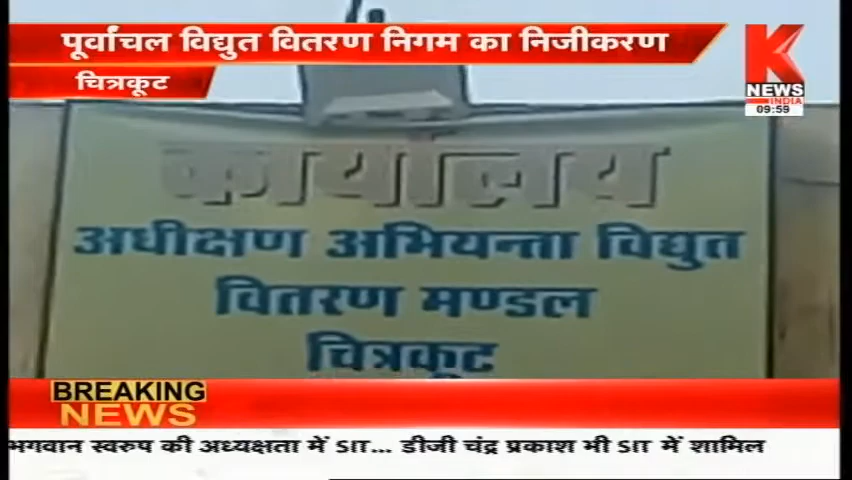 पूर्वांचल विद्युत वितरण निगम का निजीकरण
चित्रकूट
K
NEWS
INDIA
09:59
कार्यालय
अधीक्षण अभियन्ता विद्युत
वितरण मण्डल
चित्रकूट
BREAKING
NEWS
भगवान स्वरुप की अध्यक्षता में SIT... डीजी चंद्र प्रकाश भी SIT में शामिल